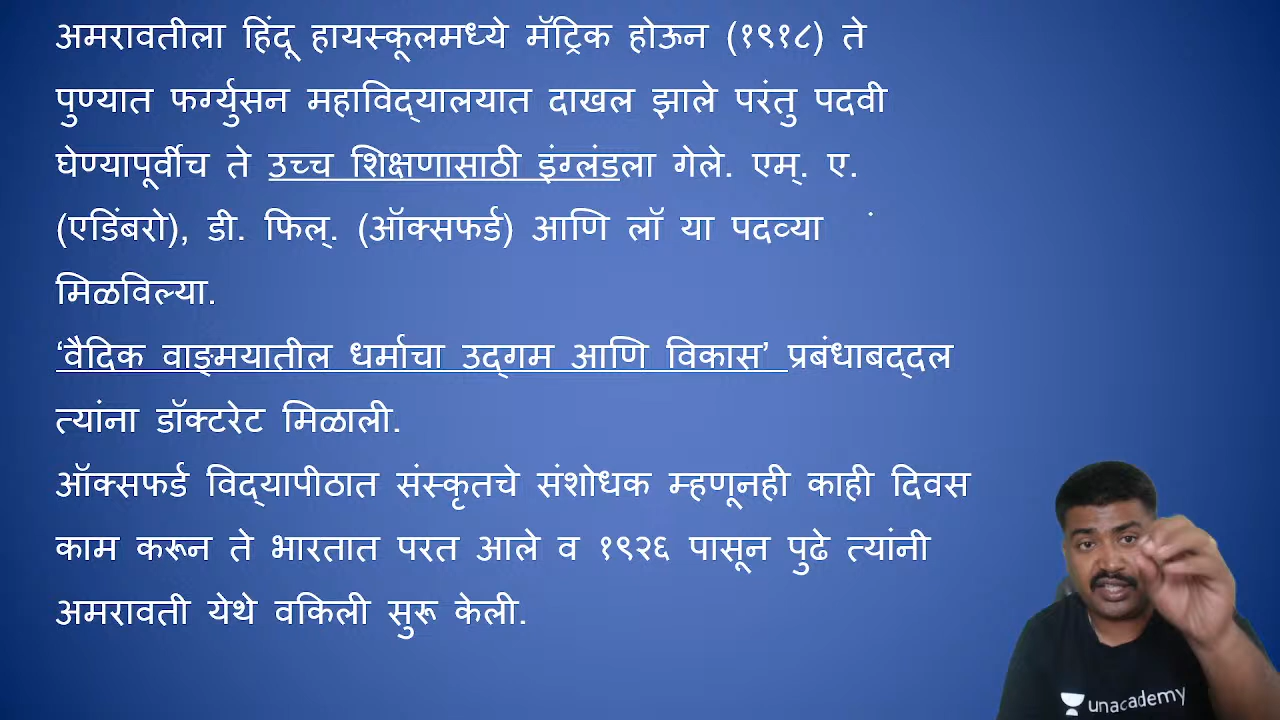 अमरावतीला हिंदू हायस्कूलमध्ये मॅट्रिक होऊन (१९१८) ते
पुण्यात फर्ग्युसन महाविद्‌यालयात दाखल झाले परंतु पदवी
घेण्यापूर्वीच ते उच्च शिक्षणासाठी इंग्लंडला गेले. एम्. ए.
(एडिंबरो), डी. फिल्. (ऑक्सफर्ड) आणि लॉ या पदव्या
मिळविल्या.
‘वैदिक वाङ्मयातील धर्माचा उद्‌गम आणि विकास’ प्रबंधाबद्‌दल
त्यांना डॉक्टरेट मिळाली.
ऑक्सफर्ड विद्‌यापीठात संस्कृतचे संशोधक म्हणूनही काही दिवस
काम करून ते भारतात परत आले व १९२६ पासून पुढे त्यांनी
अमरावती येथे वकिली सुरू केली.
unacademy